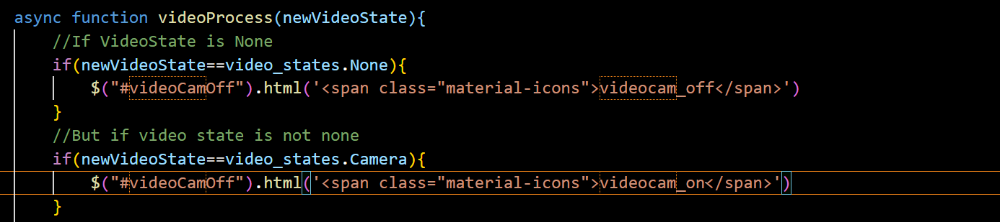 async function videoProcess(newVideoState){
//If VideoState is None
if(newVideoState==video_states.None){
$("#videoCamOff").html('<span class="material-icons">videocam_off</span>')
}
//But if video state is not none
if(newVideoState==video_states.Camera){
$("#videoCamOff").html('<span class="material-icons">videocam_on</span>')
}